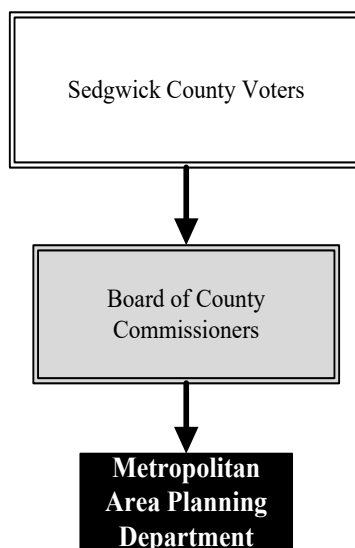 Sedgwick County Voters
Board of County
Commissioners
Metropolitan
Area Planning
Department